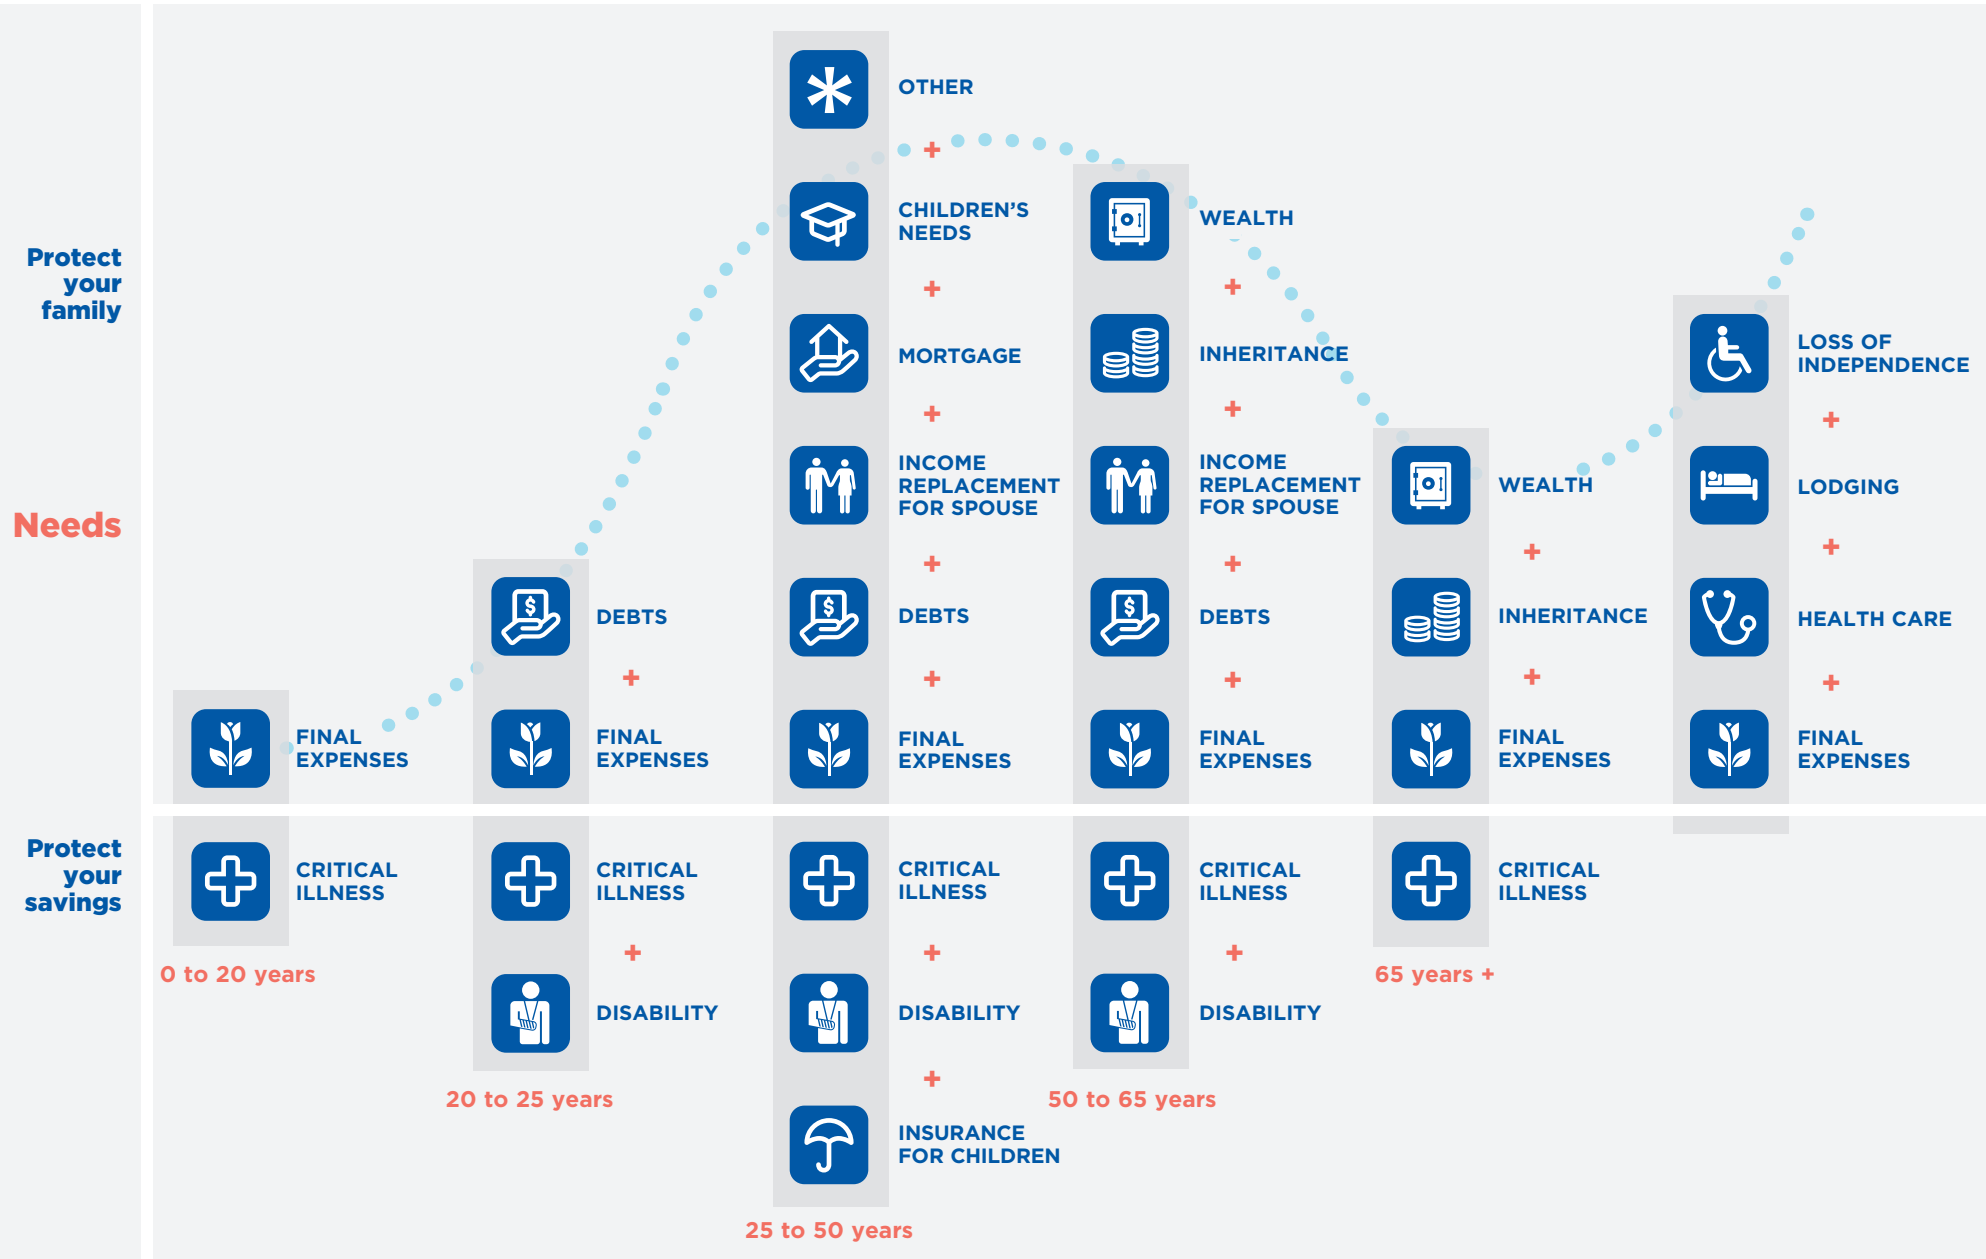 Protect
your
family
Needs
Protect
your
savings
FINAL
EXPENSES
CRITICAL
ILLNESS
0 to 20 years
DEBTS
+
FINAL
EXPENSES
CRITICAL
ILLNESS
+
DISABILITY
20 to 25 years
OTHER
+
CHILDREN'S
NEEDS
+
MORTGAGE
+
INCOME
REPLACEMENT
FOR SPOUSE
+
DEBTS
+
FINAL
EXPENSES
CRITICAL
ILLNESS
+
DISABILITY
+
INSURANCE
FOR CHILDREN
25 to 50 years
WEALTH
+
INHERITANCE
+
INCOME
REPLACEMENT
FOR SPOUSE
+
DEBTS
+
FINAL
EXPENSES
CRITICAL
ILLNESS
+
DISABILITY
50 to 65 years
WEALTH
+
INHERITANCE
+
FINAL
EXPENSES
CRITICAL
ILLNESS
65 years +
LOSS OF
INDEPENDENCE
+
LODGING
+
HEALTH CARE
+
FINAL
EXPENSES